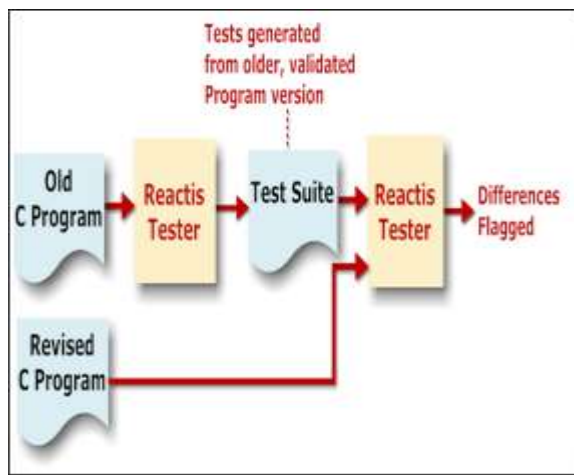 Tests generated
from older, validated
Program version
Old
C Program
Reactis
Tester
Test Suite
Reactis
Tester
Differences
Flagged
Revised
C Program